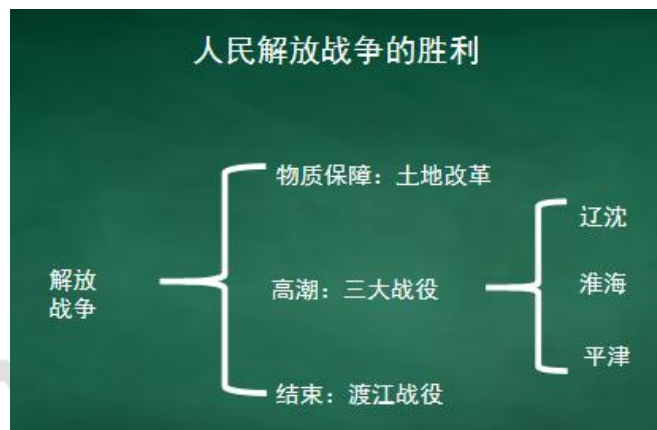 人民解放战争的胜利
物质保障：土地改革
辽沈
解放
战争
高潮：三大战役
淮海
平津
结束：渡江战役